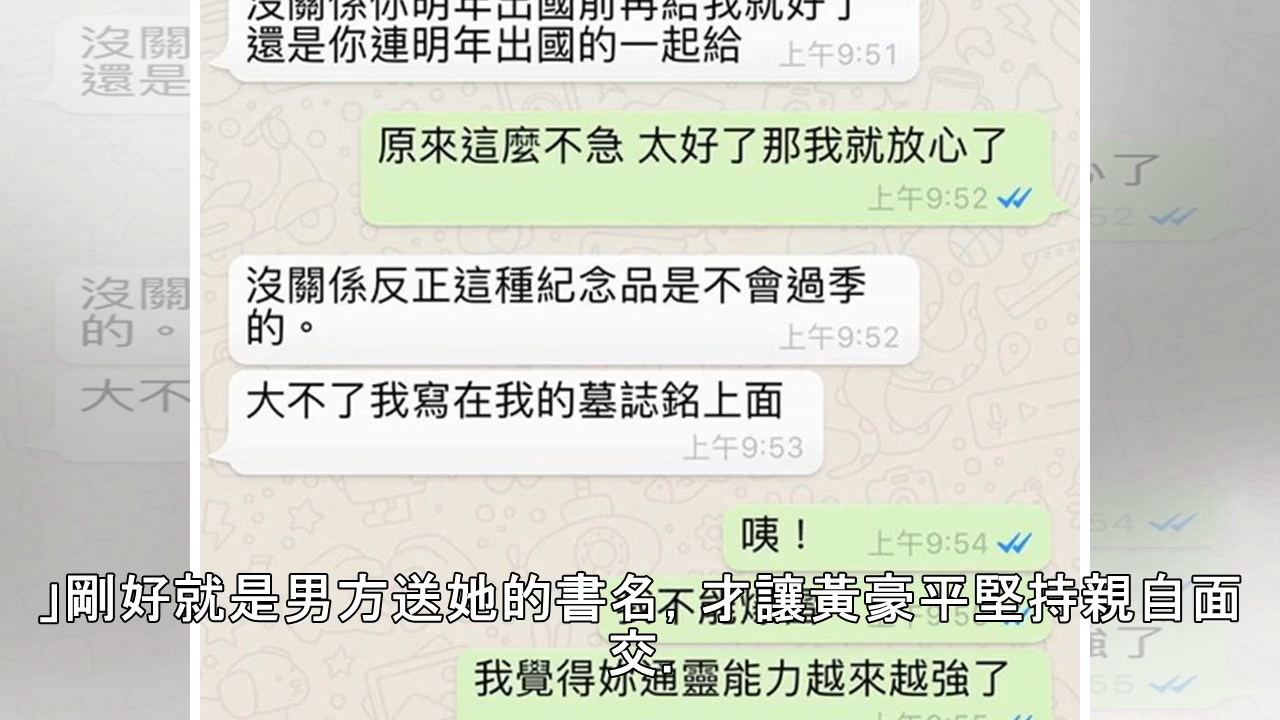 沒關係你明年出國前再給我就好了
還是你連明年出國的一起給
上午9:51
原來這麼不急 太好了那我就放心了
上午9:52
沒關係反正這種紀念品是不會過季
的。
上午9:52
大不了我寫在我的墓誌銘上面
上午9:53
咦！
上午9:54
不能
」剛好就是男方送她的書名, 才讓黃豪平堅持親自面
交.
我覺得妳通靈能力越來越強了
上午9:55